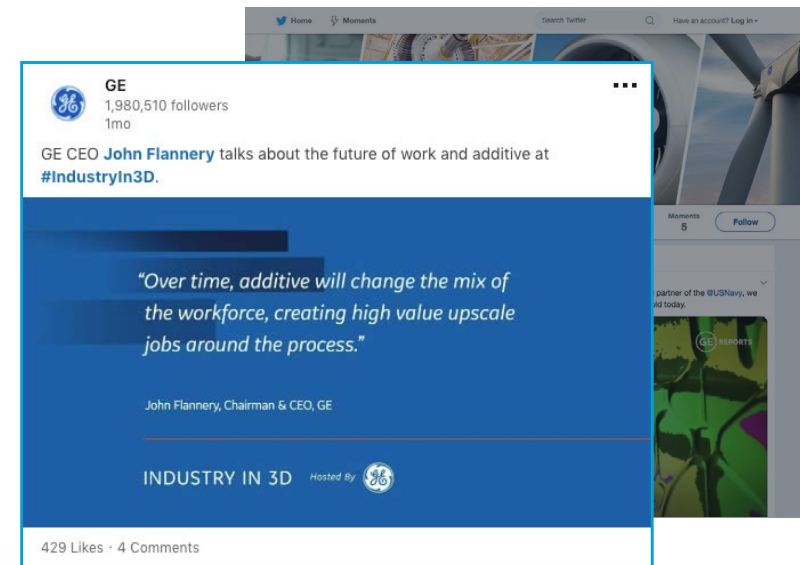 Home
Moments
Search Twitter
Have an account? Log in
GE
1,980,510 followers
1mo
GE CEO John Flannery talks about the future of work and additive at
#IndustryIn3D.
“Over time, additive will change the mix of
the workforce, creating high value upscale
jobs around the process.”
John Flannery, Chairman & CEO, GE
INDUSTRY IN 3D Hosted By GE
429 Likes · 4 Comments
Moments
5
Follow
partner of the @USNavy, we
today.
GE REPORTS